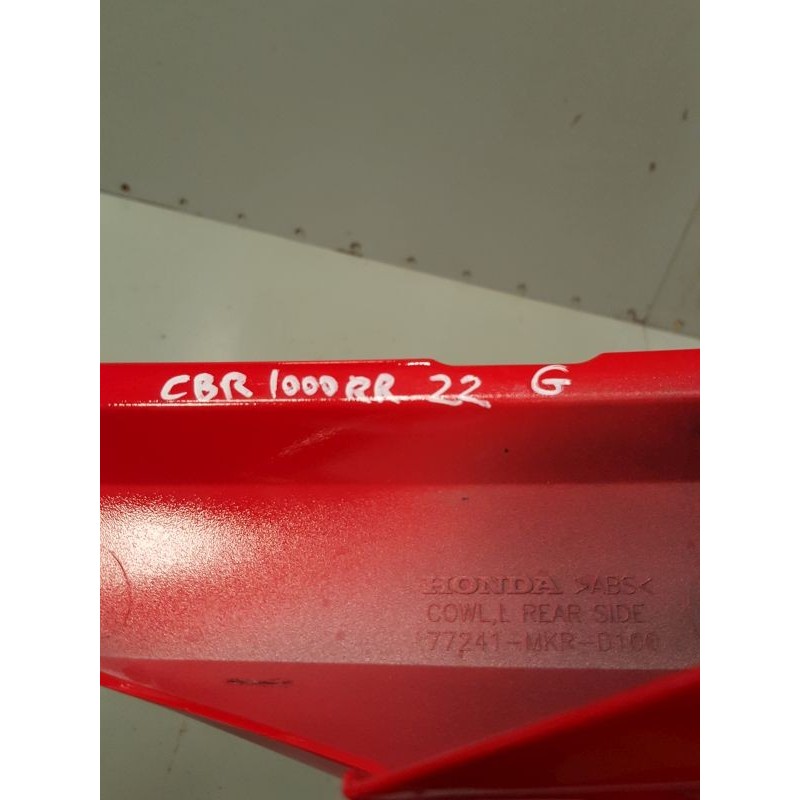 CBR 1000RR 22 G
HONDA >ABS<
COWL,L REAR SIDE
77241-MKR-D100